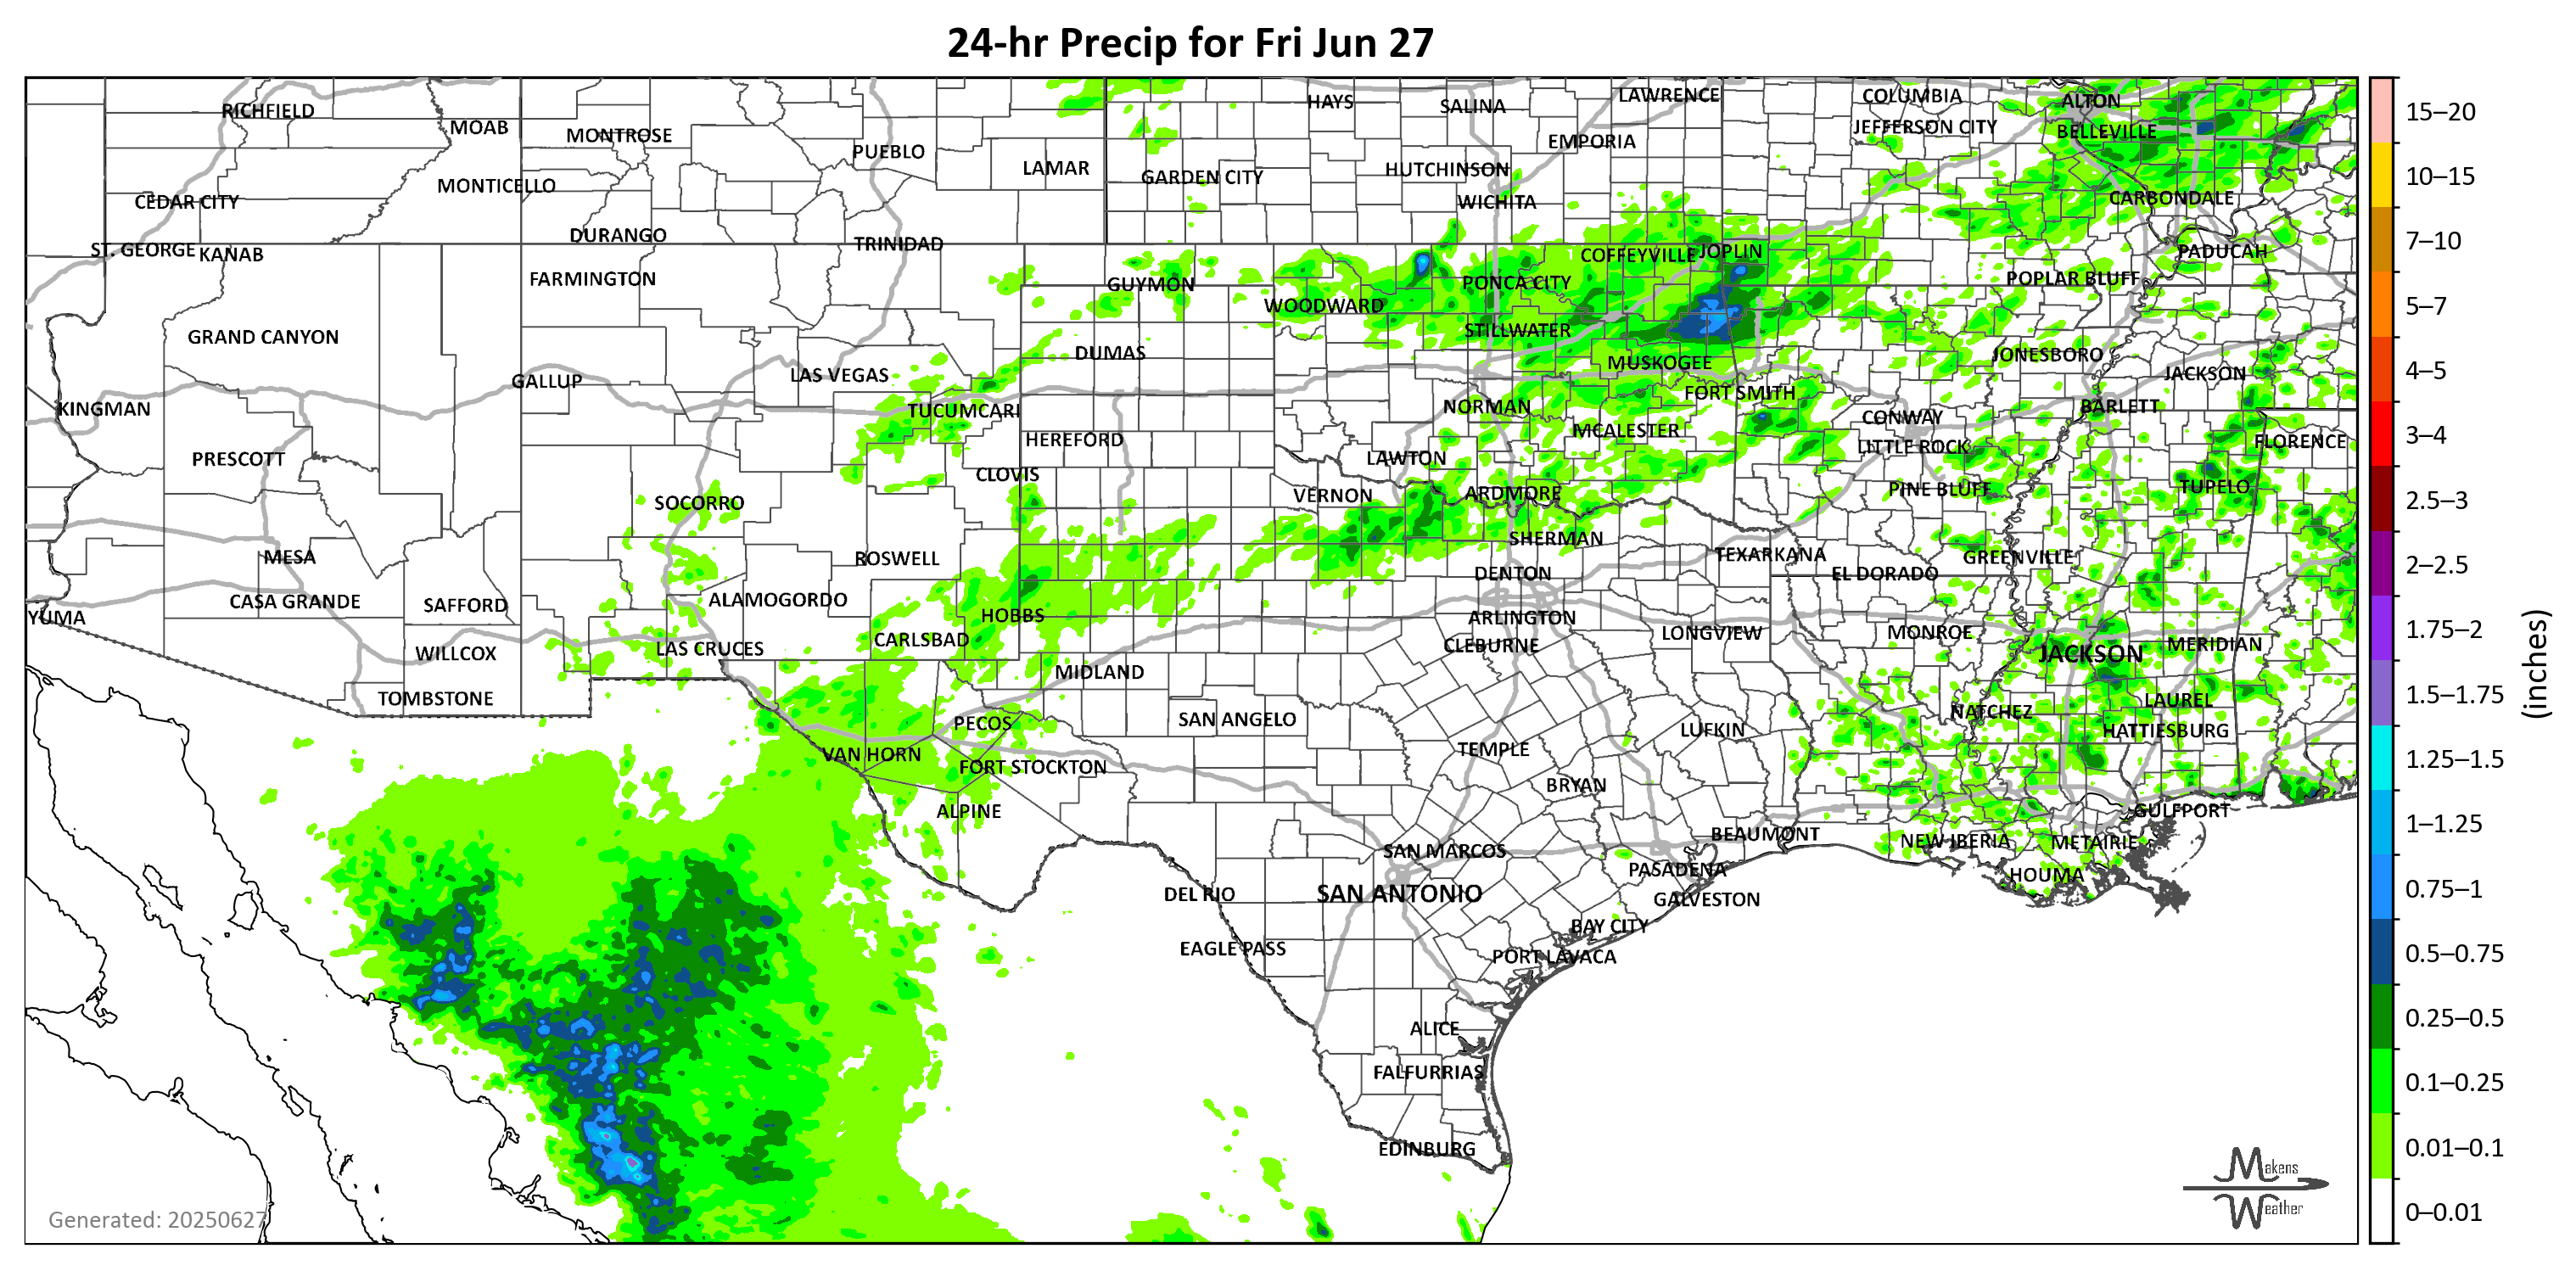 24-hr Precip for Fri Jun 27
RICHFIELD
MOAB
MONTROSE
PUEBLO
LAMAR
HAYS
SALINA
LAWRENCE
EMPORIA
COLUMBIA
JEFFERSON CITY
ALTON
BELLEVILLE
MONTICELLO
CEDAR CITY
GARDEN CITY
HUTCHINSON
WICHITA
CARBONDALE
ST. GEORGE
KANAB
DURANGO
TRINIDAD
COFFEYVILLE
JOPLIN
PADUCAH
FARMINGTON
GUYMON
WOODWARD
PONCA CITY
POPLAR BLUFF
GRAND CANYON
STILLWATER
DUMAS
MUSKOGEE
JONESBORO
GALLUP
LAS VEGAS
JACKSON
KINGMAN
TUCUMCARI
NORMAN
FORT SMITH
CONWAY
BARLETT
HEREFORD
MCALESTER
LITTLE ROCK
FLORENCE
PRESCOTT
CLOVIS
LAWTON
SOCORRO
VERNON
ARDMORE
PINE BLUFF
TUPELO
MESA
ROSWELL
SHERMAN
TEXARKANA
GREENVILLE
DENTON
EL DORADO
YUMA
CASA GRANDE
SAFFORD
ALAMOGORDO
HOBBS
ARLINGTON
WILLCOX
LAS CRUCES
CARLSBAD
CLEBURNE
LONGVIEW
MONROE
JACKSON
MERIDIAN
TOMBSTONE
MIDLAND
PECOS
SAN ANGELO
LUFKIN
NATCHEZ
LAUREL
HATTIESBURG
VAN HORN
FORT STOCKTON
TEMPLE
BRYAN
ALPINE
BEAUMONT
GULFPORT
SAN MARCOS
NEW IBERIA
METAIRIE
DEL RIO
SAN ANTONIO
PASADENA
GALVESTON
HOUMA
EAGLE PASS
BAY CITY
PORT LAVACA
ALICE
FALFURRIAS
EDINBURG
15–20
10–15
7–10
5–7
4–5
3–4
2.5–3
2–2.5
1.75–2
1.5–1.75
1.25–1.5
1–1.25
0.75–1
0.5–0.75
0.25–0.5
0.1–0.25
0.01–0.1
0–0.01
(inches)
Generated: 20250627
Makens
Weather